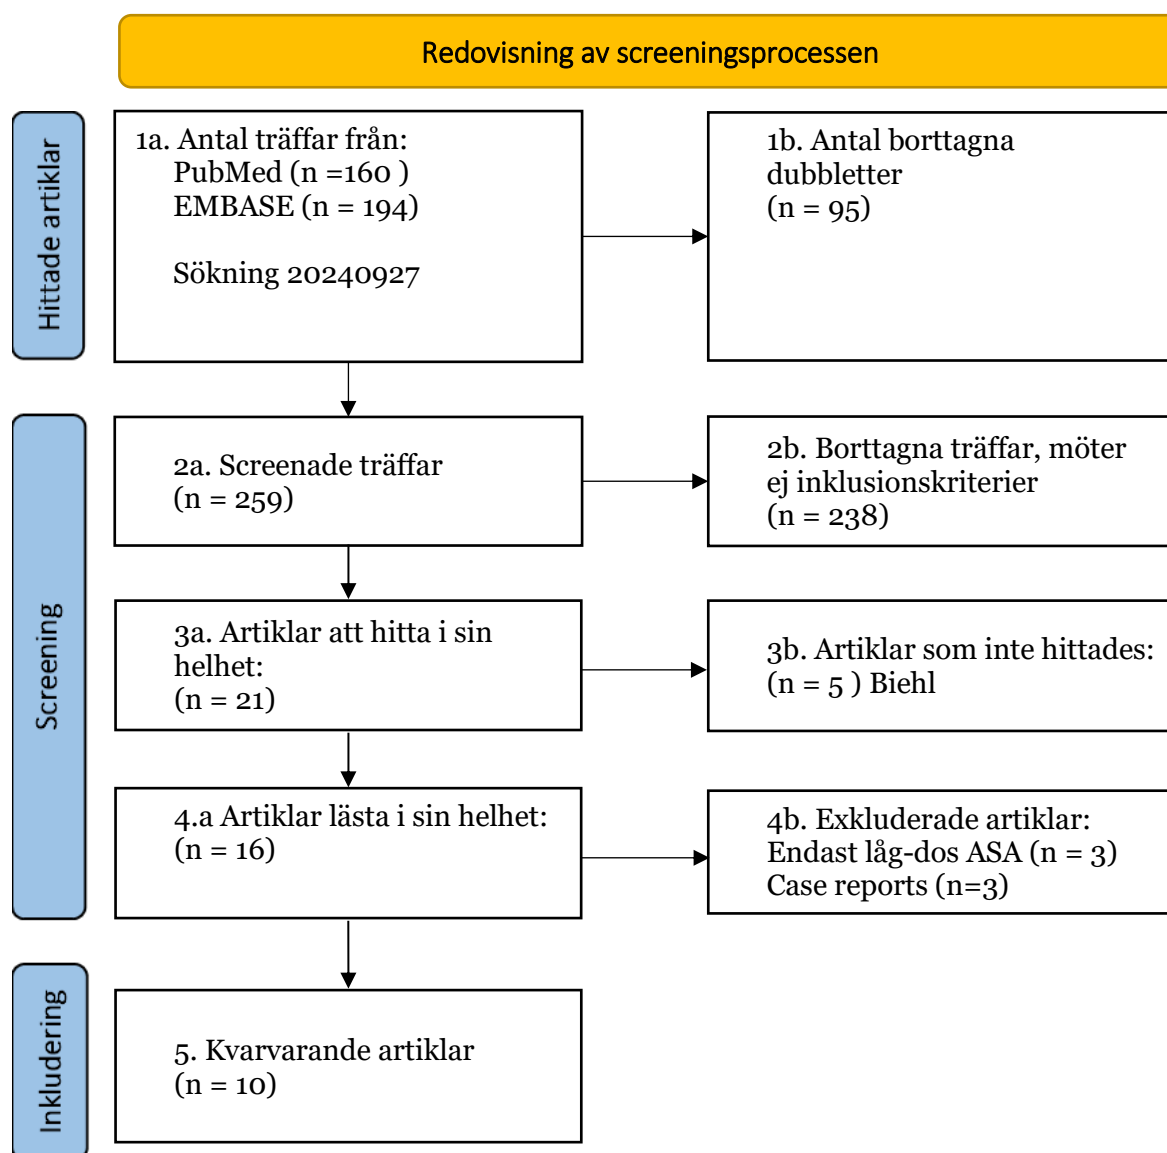 Redovisning av screeningsprocessen
Hittade artiklar
1a. Antal träffar från:
PubMed (n =160 )
EMBASE (n = 194)
Sökning 20240927
1b. Antal borttagna
dubbletter
(n = 95)
Screening
2a. Screenade träffar
(n = 259)
2b. Borttagna träffar, möter
ej inklusionskriterier
(n = 238)
3a. Artiklar att hitta i sin
helhet:
(n = 21)
3b. Artiklar som inte hittades:
(n = 5 ) Biehl
4.a Artiklar lästa i sin helhet:
(n = 16)
4b. Exkluderade artiklar:
Endast låg-dos ASA (n = 3)
Case reports (n=3)
Inkludering
5. Kvarvarande artiklar
(n = 10)